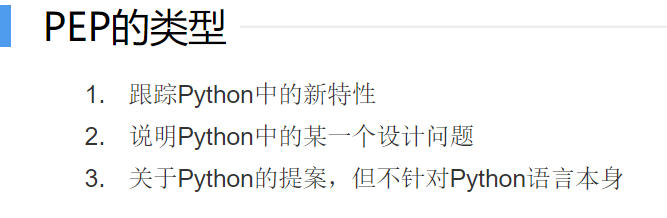 PEP的类型
1. 跟踪Python中的新特性
2. 说明Python中的某一个设计问题
3. 关于Python的提案，但不针对Python语言本身